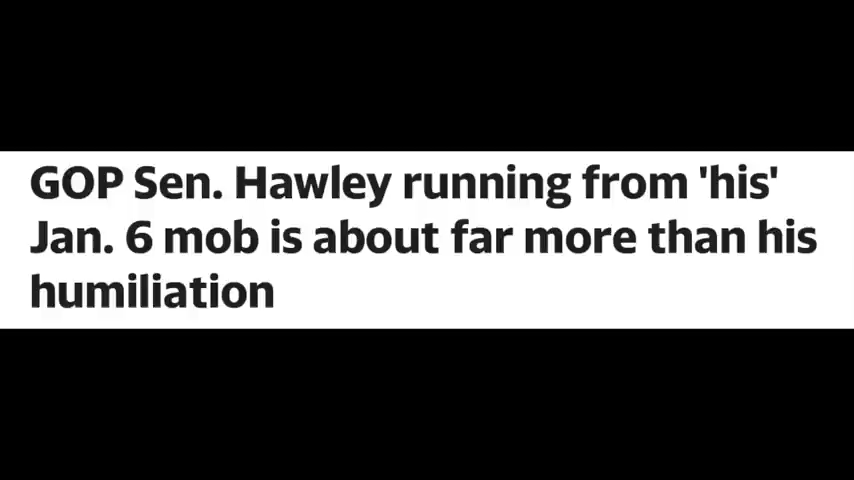 GOP Sen. Hawley running from 'his'
Jan. 6 mob is about far more than his
humiliation